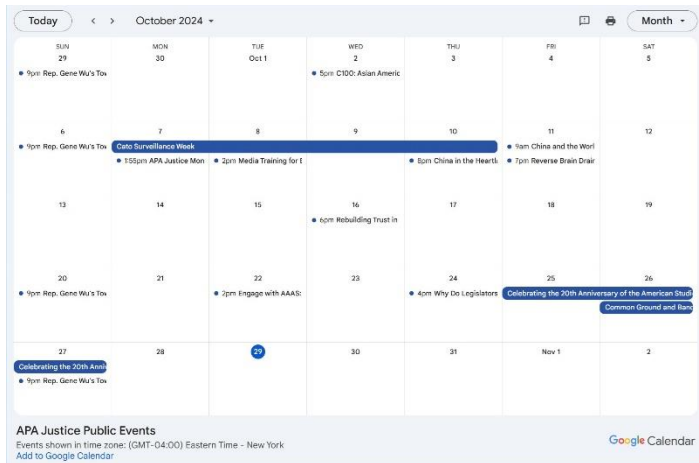 Today < > October 2024 Month
SUN MON TUE WED THU FRI SAT
29 30 Oct 1 2 3 4 5
9pm Rep. Gene Wu's Tow 5pm C100: Asian Americ
6 7 8 9 10 11 12
9pm Rep. Gene Wu's Tow Cato Surveillance Week 9am China and the Worl
1:55pm APA Justice Mon 2pm Media Training for E 8pm China in the Heartla 7pm Reverse Brain Drair
13 14 15 16 17 18 19
6pm Rebuilding Trust in
20 21 22 23 24 25 26
9pm Rep. Gene Wu's Tow 2pm Engage with AAAS: 4pm Why Do Legislators Celebrating the 20th Anniversary of the American Studi
Common Ground and Banc
27 28 29 30 31 Nov 1 2
Celebrating the 20th Anniv
9pm Rep. Gene Wu's Tow
APA Justice Public Events
Events shown in time zone: (GMT-04:00) Eastern Time - New York
Add to Google Calendar
Google Calendar